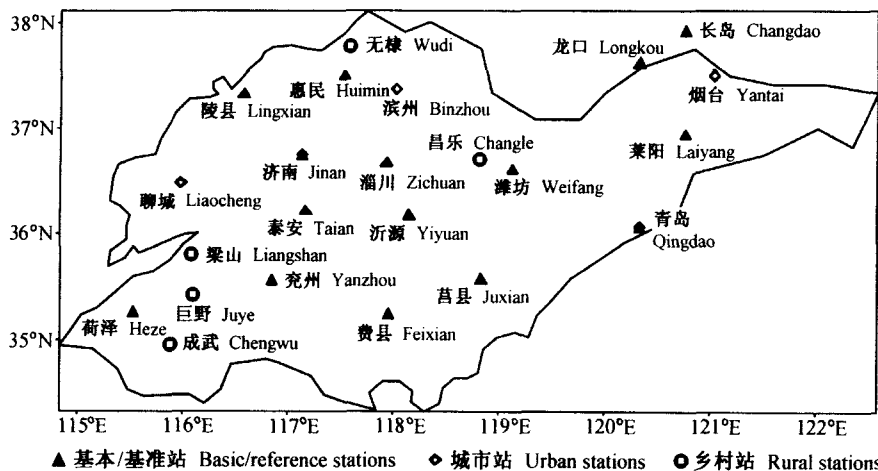 38°N
长岛 Changdao
无棣 Wudi
龙口 Longkou
惠民 Huimin
烟台 Yantai
陵县 Lingxian
滨州 Binzhou
37°N
昌乐 Changle
莱阳 Laiyang
济南 Jinan
淄川 Zichuan
潍坊 Weifang
聊城 Liaocheng
泰安 Taian
沂源 Yiyuan
青岛
Qingdao
36°N
梁山 Liangshan
兖州 Yanzhou
莒县 Juxian
巨野 Juye
菏泽 Heze
费县 Feixian
35°N
成武 Chengwu
115°E 116°E 117°E 118°E 119°E 120°E 121°E 122°E
▲ 基本/基准站 Basic/reference stations 城市站 Urban stations 乡村站 Rural stations